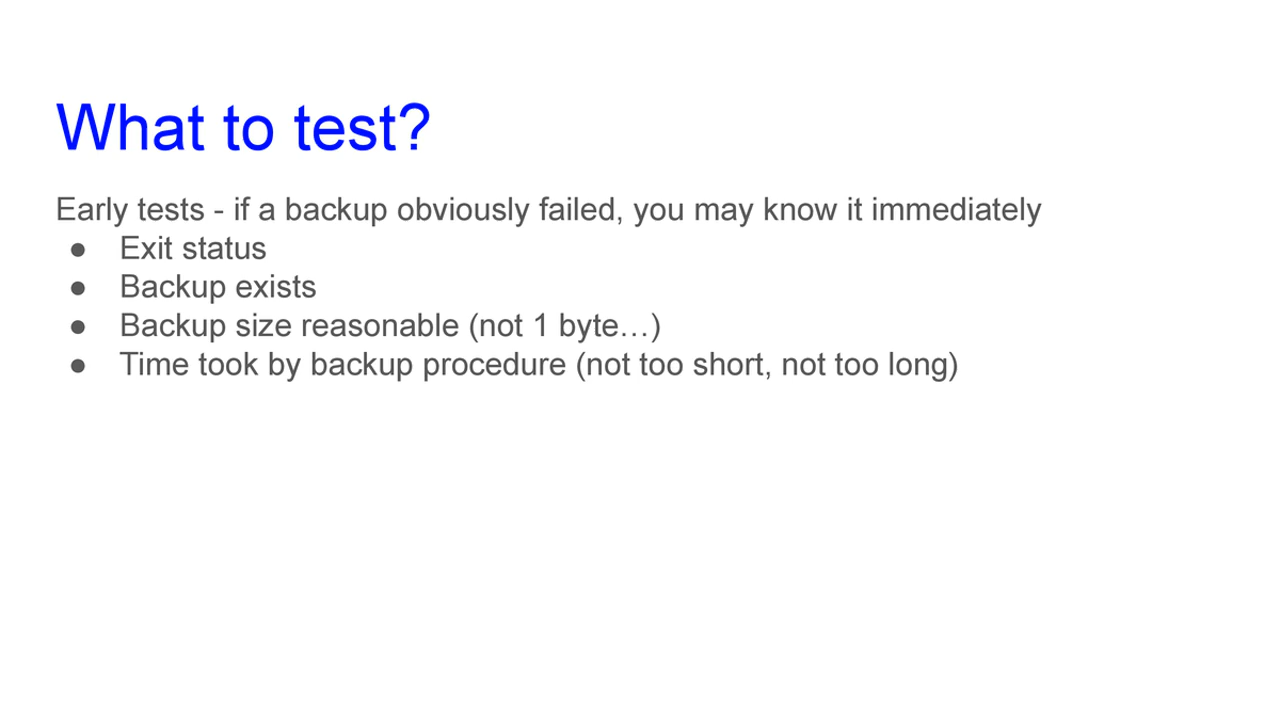 What to test?
Early tests - if a backup obviously failed, you may know it immediately
● Exit status
● Backup exists
● Backup size reasonable (not 1 byte…)
● Time took by backup procedure (not too short, not too long)